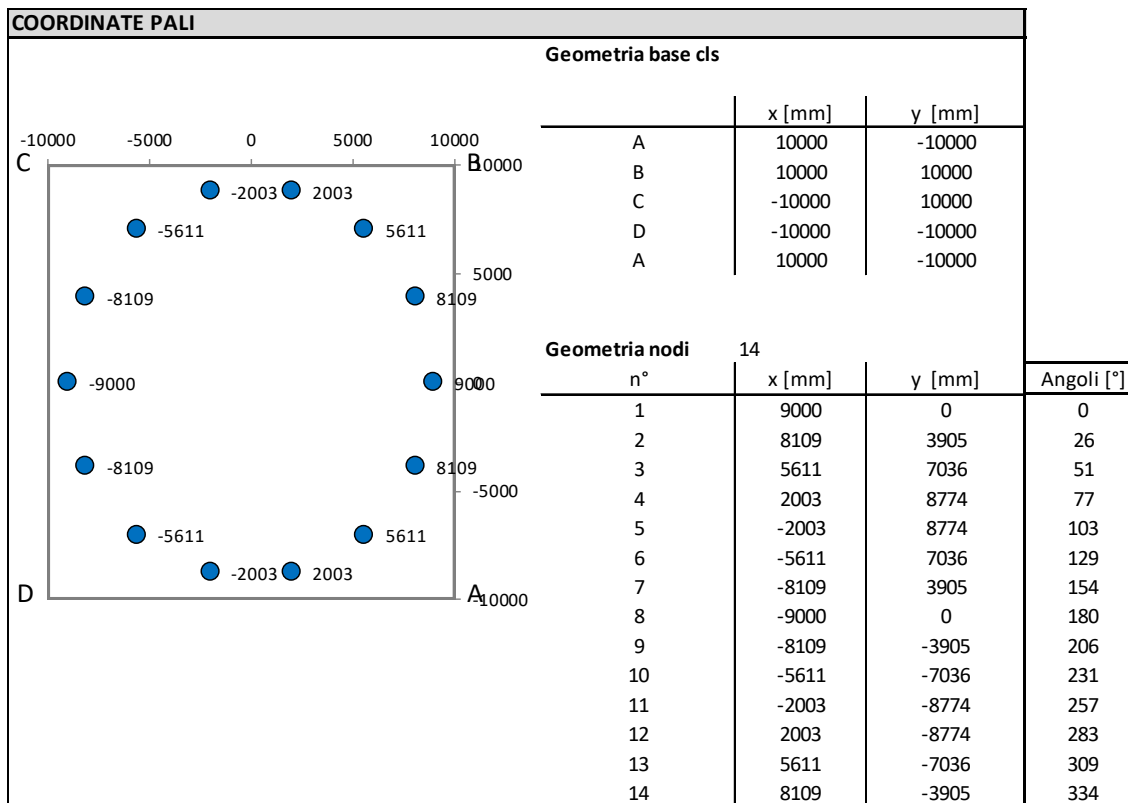 COORDINATE PALI
Geometria base cls
x [mm] y [mm]
A 10000 -10000
B 10000 10000
C -10000 10000
D -10000 -10000
A 10000 -10000
-10000 -5000 0 5000 10000
C B 10000
-2003 2003
-5611 5611
5000
-8109 8109
-9000 9000 0
-8109 8109
-5000
-5611 5611
-2003 2003
D A -10000
Geometria nodi 14
n° x [mm] y [mm] Angoli [°]
1 9000 0 0
2 8109 3905 26
3 5611 7036 51
4 2003 8774 77
5 -2003 8774 103
6 -5611 7036 129
7 -8109 3905 154
8 -9000 0 180
9 -8109 -3905 206
10 -5611 -7036 231
11 -2003 -8774 257
12 2003 -8774 283
13 5611 -7036 309
14 8109 -3905 334